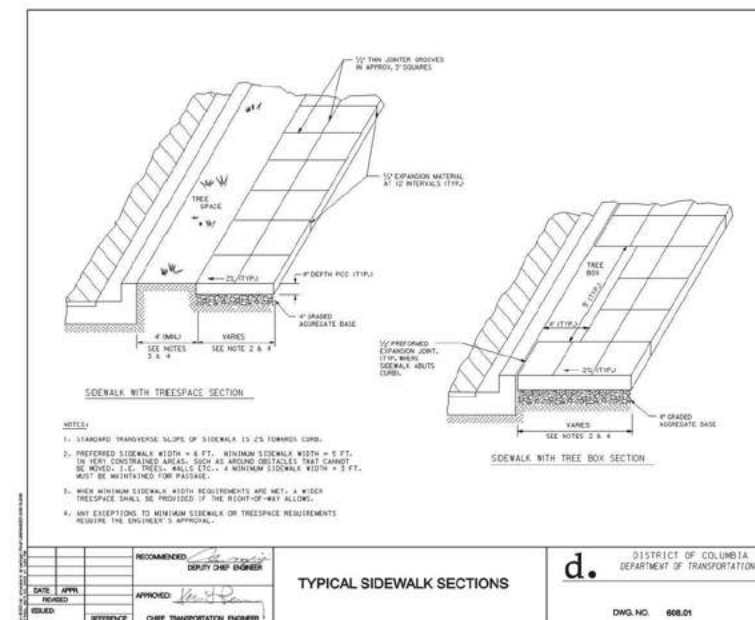 1/2" THIN JOINTER GROOVES
IN APPROX. 3' SQUARES
1/2" EXPANSION MATERIAL
AT 12' INTERVALS (TYP.)
TREE
SPACE
2% (TYP.)
4" DEPTH PCC (TYP.)
4" GRADED
AGGREGATE BASE
4' (MIN.)
SEE NOTES
3 & 4
VARIES
SEE NOTE 2 & 4
SIDEWALK WITH TREESPACE SECTION
TREE
BOX
9' (TYP.)
4' (TYP.)
1/2" PREFORMED
EXPANSION JOINT,
(TYP. WHERE
SIDEWALK ABUTS
CURB).
2% (TYP.)
4" GRADED
AGGREGATE BASE
VARIES
SEE NOTES 2 & 4
SIDEWALK WITH TREE BOX SECTION
NOTES:
1. STANDARD TRANSVERSE SLOPE OF SIDEWALK IS 2% TOWARDS CURB.
2. PREFERRED SIDEWALK WIDTH = 6 FT. MINIMUM SIDEWALK WIDTH = 5 FT.
IN VERY CONSTRAINED AREAS, SUCH AS AROUND OBSTACLES THAT CANNOT
BE MOVED, I.E. TREES, WALLS ETC., A MINIMUM SIDEWALK WIDTH = 3 FT.
MUST BE MAINTAINED FOR PASSAGE.
3. WHEN MINIMUM SIDEWALK WIDTH REQUIREMENTS ARE MET, A WIDER
TREESPACE SHALL BE PROVIDED IF THE RIGHT-OF-WAY ALLOWS.
4. ANY EXCEPTIONS TO MINIMUM SIDEWALK OR TREESPACE REQUIREMENTS
REQUIRE THE ENGINEER'S APPROVAL.
DATE APPR.
REVISED
ISSUED:
REFERENCE
RECOMMENDED:
DEPUTY CHIEF ENGINEER
APPROVED:
CHIEF TRANSPORTATION ENGINEER
TYPICAL SIDEWALK SECTIONS
d.
DISTRICT OF COLUMBIA
DEPARTMENT OF TRANSPORTATION
DWG. NO. 608.01